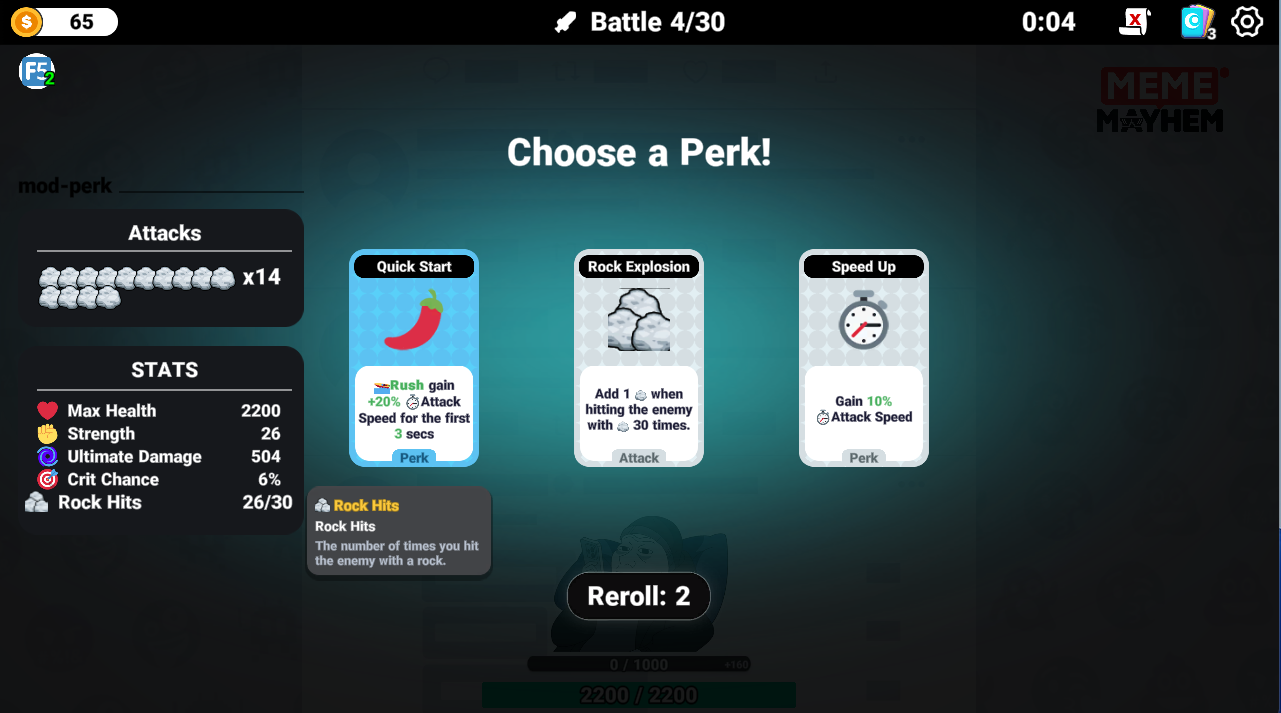 65
Battle 4/30
0:04
X
C
3
F5
2
MEME
MAYHEM
Choose a Perk!
mod-perk
Attacks
x14
STATS
Max Health 2200
Strength 26
Ultimate Damage 504
Crit Chance 6%
Rock Hits 26/30
Quick Start
Rush gain
+20% Attack
Speed for the first
3 secs
Perk
Rock Explosion
Add 1 when
hitting the enemy
with 30 times.
Attack
Speed Up
Gain 10%
Attack Speed
Perk
Rock Hits
Rock Hits
The number of times you hit
the enemy with a rock.
Reroll: 2
0 / 1000
+160
2200 / 2200